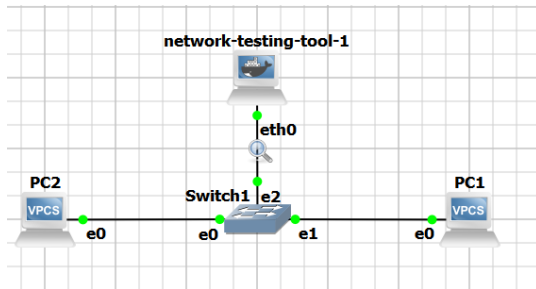 network-testing-tool-1
eth0
PC2
VPCS
e0
Switch1
e0
e2
e1
PC1
VPCS
e0